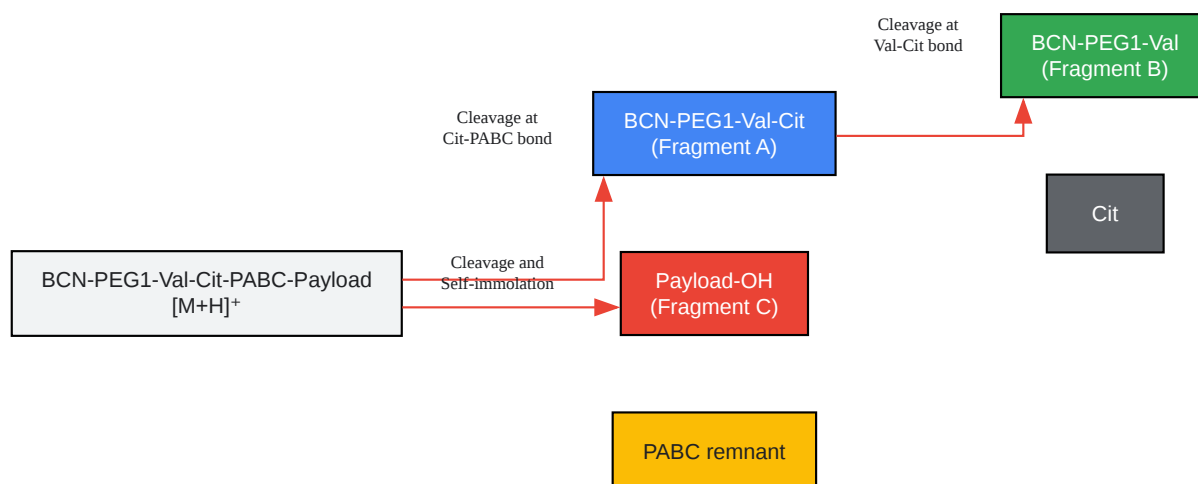 Cleavage at
Val-Cit bond
BCN-PEG1-Val
(Fragment B)
Cleavage at
Cit-PABC bond
BCN-PEG1-Val-Cit
(Fragment A)
Cit
BCN-PEG1-Val-Cit-PABC-Payload
[M+H]⁺
Cleavage and
Self-immolation
Payload-OH
(Fragment C)
PABC remnant